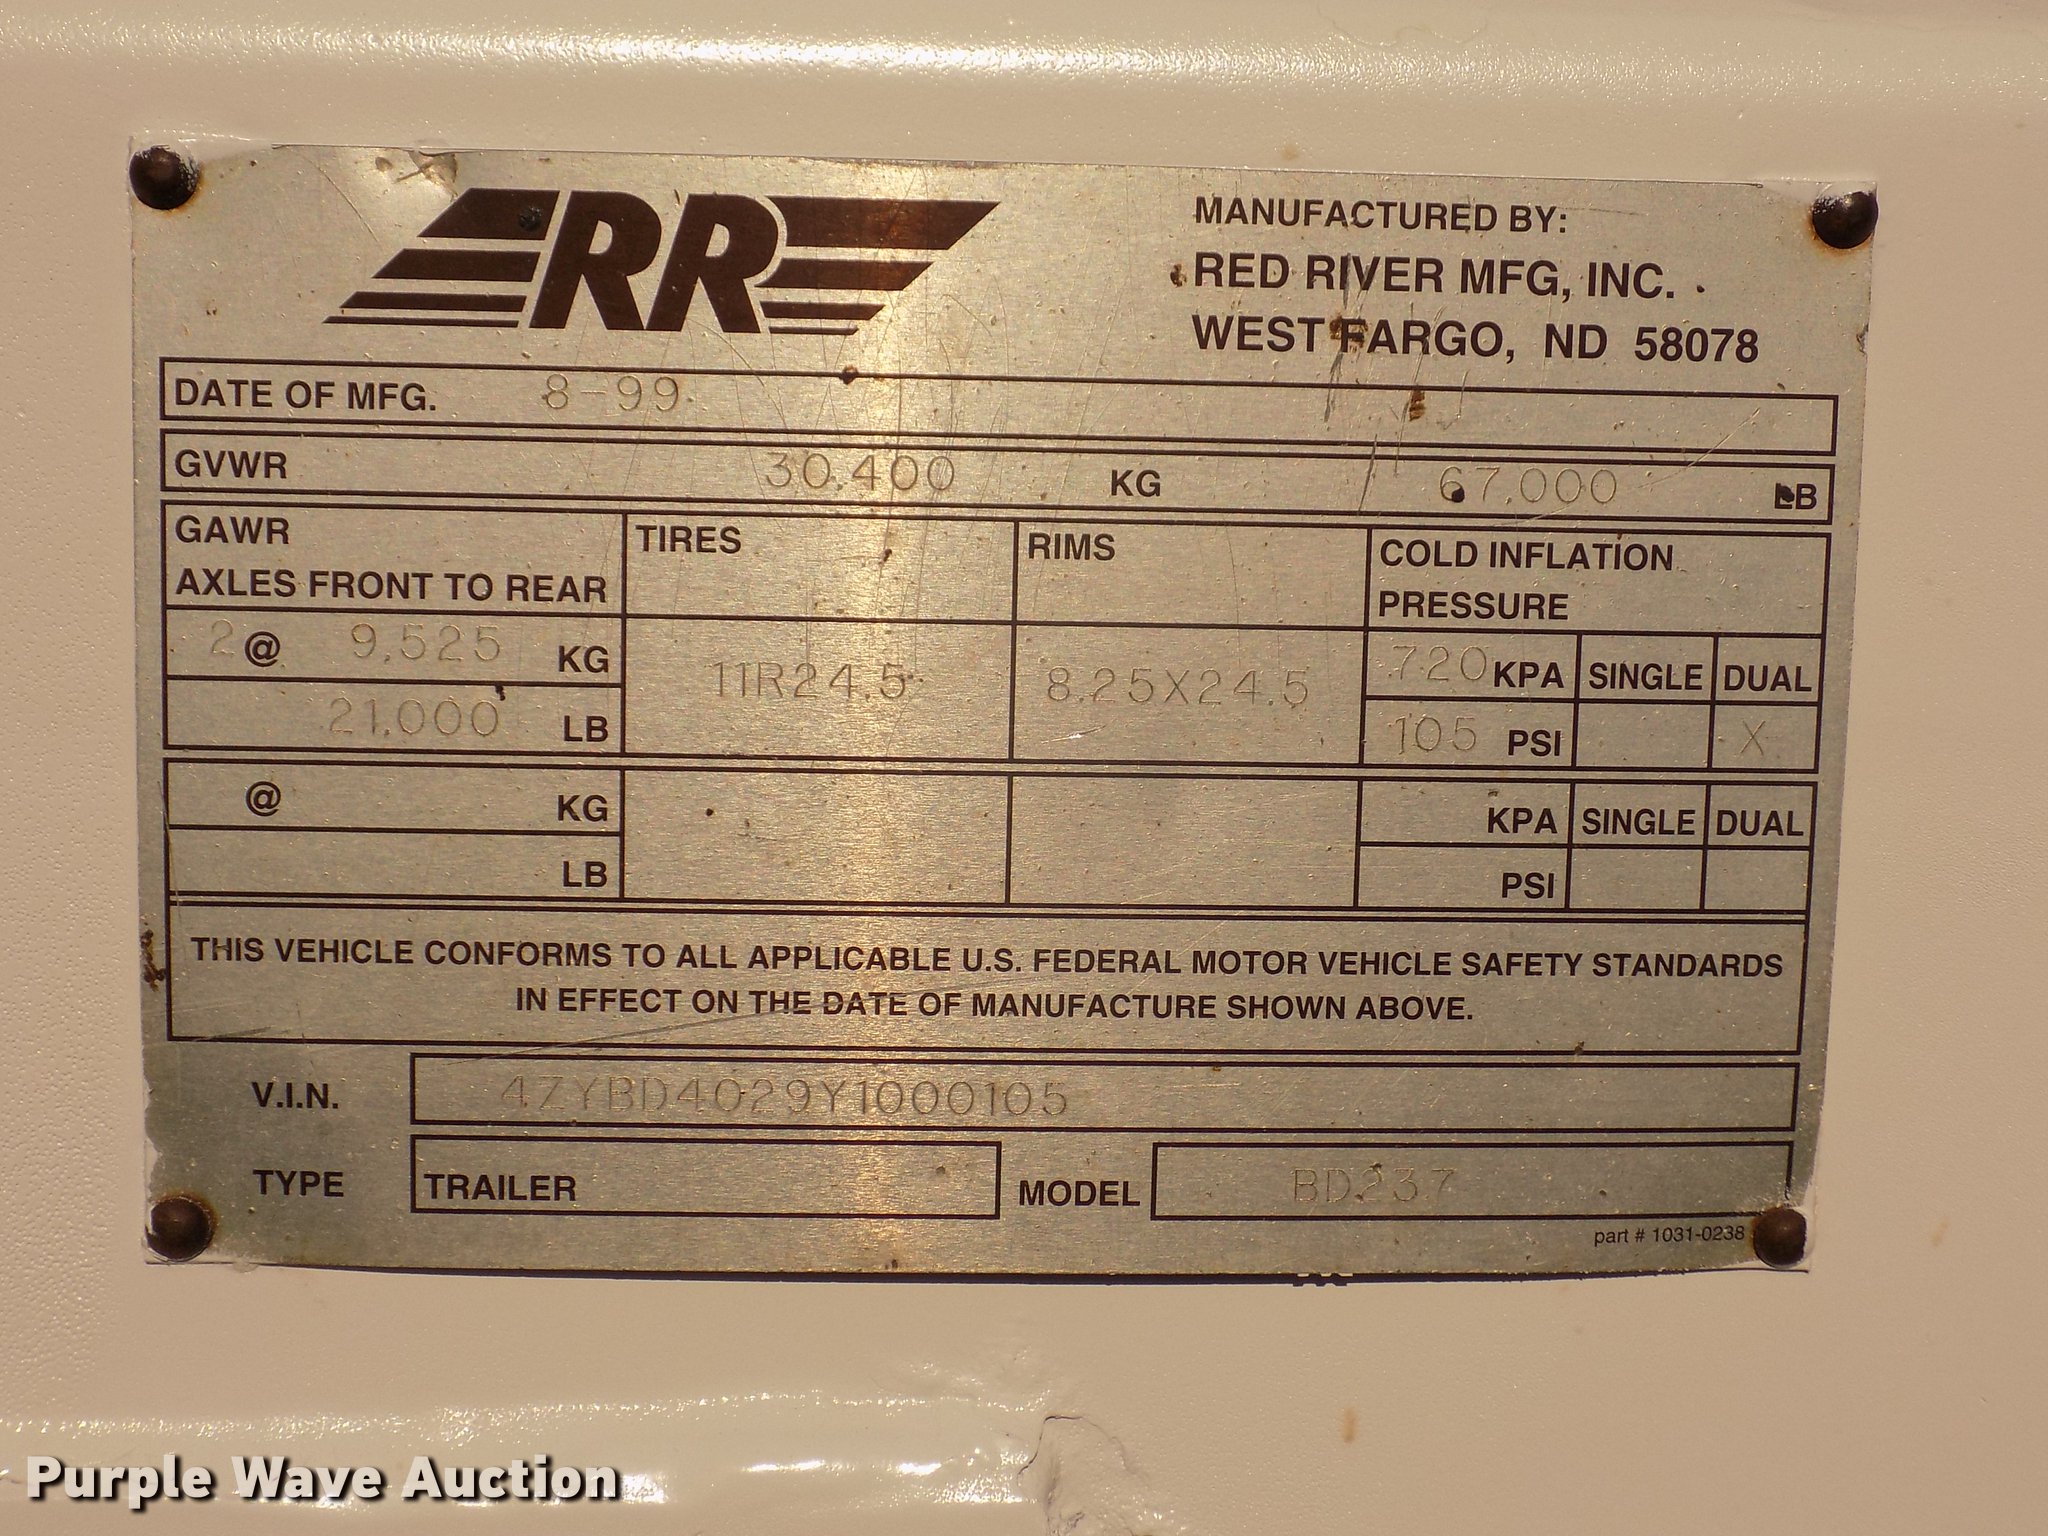 RR
MANUFACTURED BY:
RED RIVER MFG, INC.
WEST FARGO, ND 58078
DATE OF MFG. 8-99
GVWR 30,400 KG 67,000 LB
GAWR
AXLES FRONT TO REAR
TIRES
RIMS
COLD INFLATION
PRESSURE
2 @ 9,525 KG
21,000 LB
11R24.5
8.25X24.5
720 KPA SINGLE DUAL
105 PSI X
@ KG
LB
KPA SINGLE DUAL
PSI
THIS VEHICLE CONFORMS TO ALL APPLICABLE U.S. FEDERAL MOTOR VEHICLE SAFETY STANDARDS
IN EFFECT ON THE DATE OF MANUFACTURE SHOWN ABOVE.
V.I.N. 4ZYBD4029Y1000105
TYPE TRAILER MODEL BD237
part # 1031-0238
Purple Wave Auction